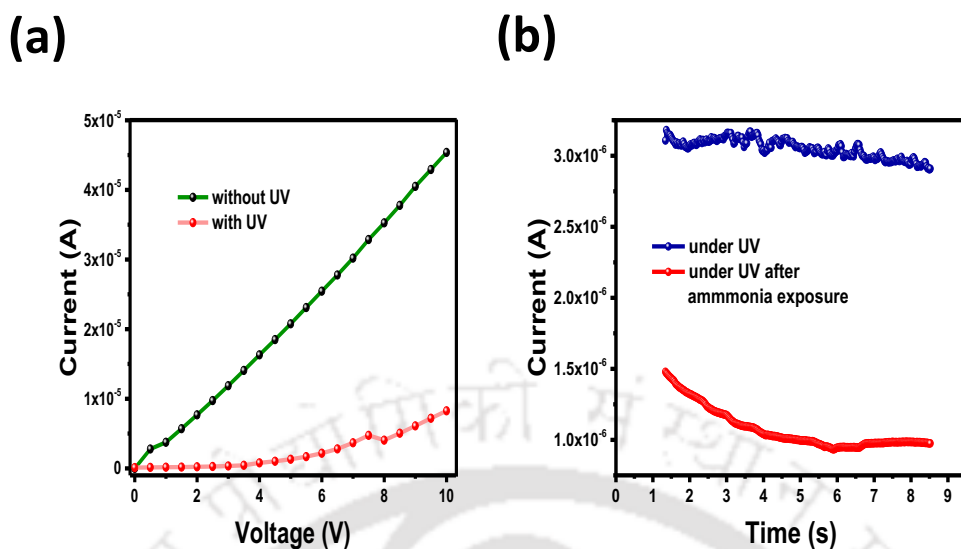 (a)
(b)
5x10⁻⁵
4x10⁻⁵
3x10⁻⁵
2x10⁻⁵
1x10⁻⁵
0
0
2
4
6
8
10
Current (A)
Voltage (V)
without UV
with UV
3.0x10⁻⁶
2.5x10⁻⁶
2.0x10⁻⁶
1.5x10⁻⁶
1.0x10⁻⁶
0
1
2
3
4
5
6
7
8
9
Current (A)
Time (s)
under UV
under UV after
ammmonia exposure